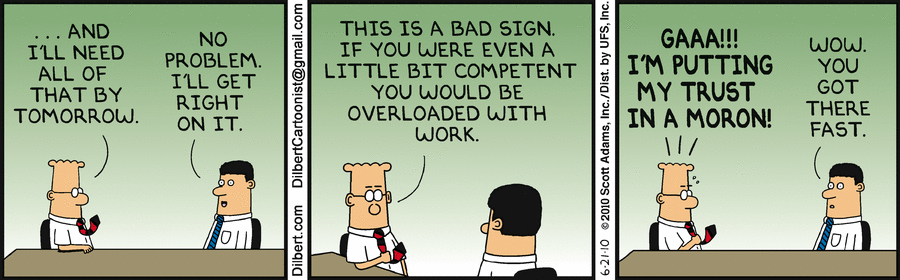 ...AND
I'LL NEED
ALL OF
THAT BY
TOMORROW.
NO
PROBLEM.
I'LL GET
RIGHT
ON IT.
Dilbert.com DilbertCartoonist@gmail.com
THIS IS A BAD SIGN.
IF YOU WERE EVEN A
LITTLE BIT COMPETENT
YOU WOULD BE
OVERLOADED WITH
WORK.
6-21-10 ©2010 Scott Adams, Inc./Dist. by UFS, Inc.
GAAA!!!
I'M PUTTING
MY TRUST
IN A MORON!
WOW.
YOU
GOT
THERE
FAST.